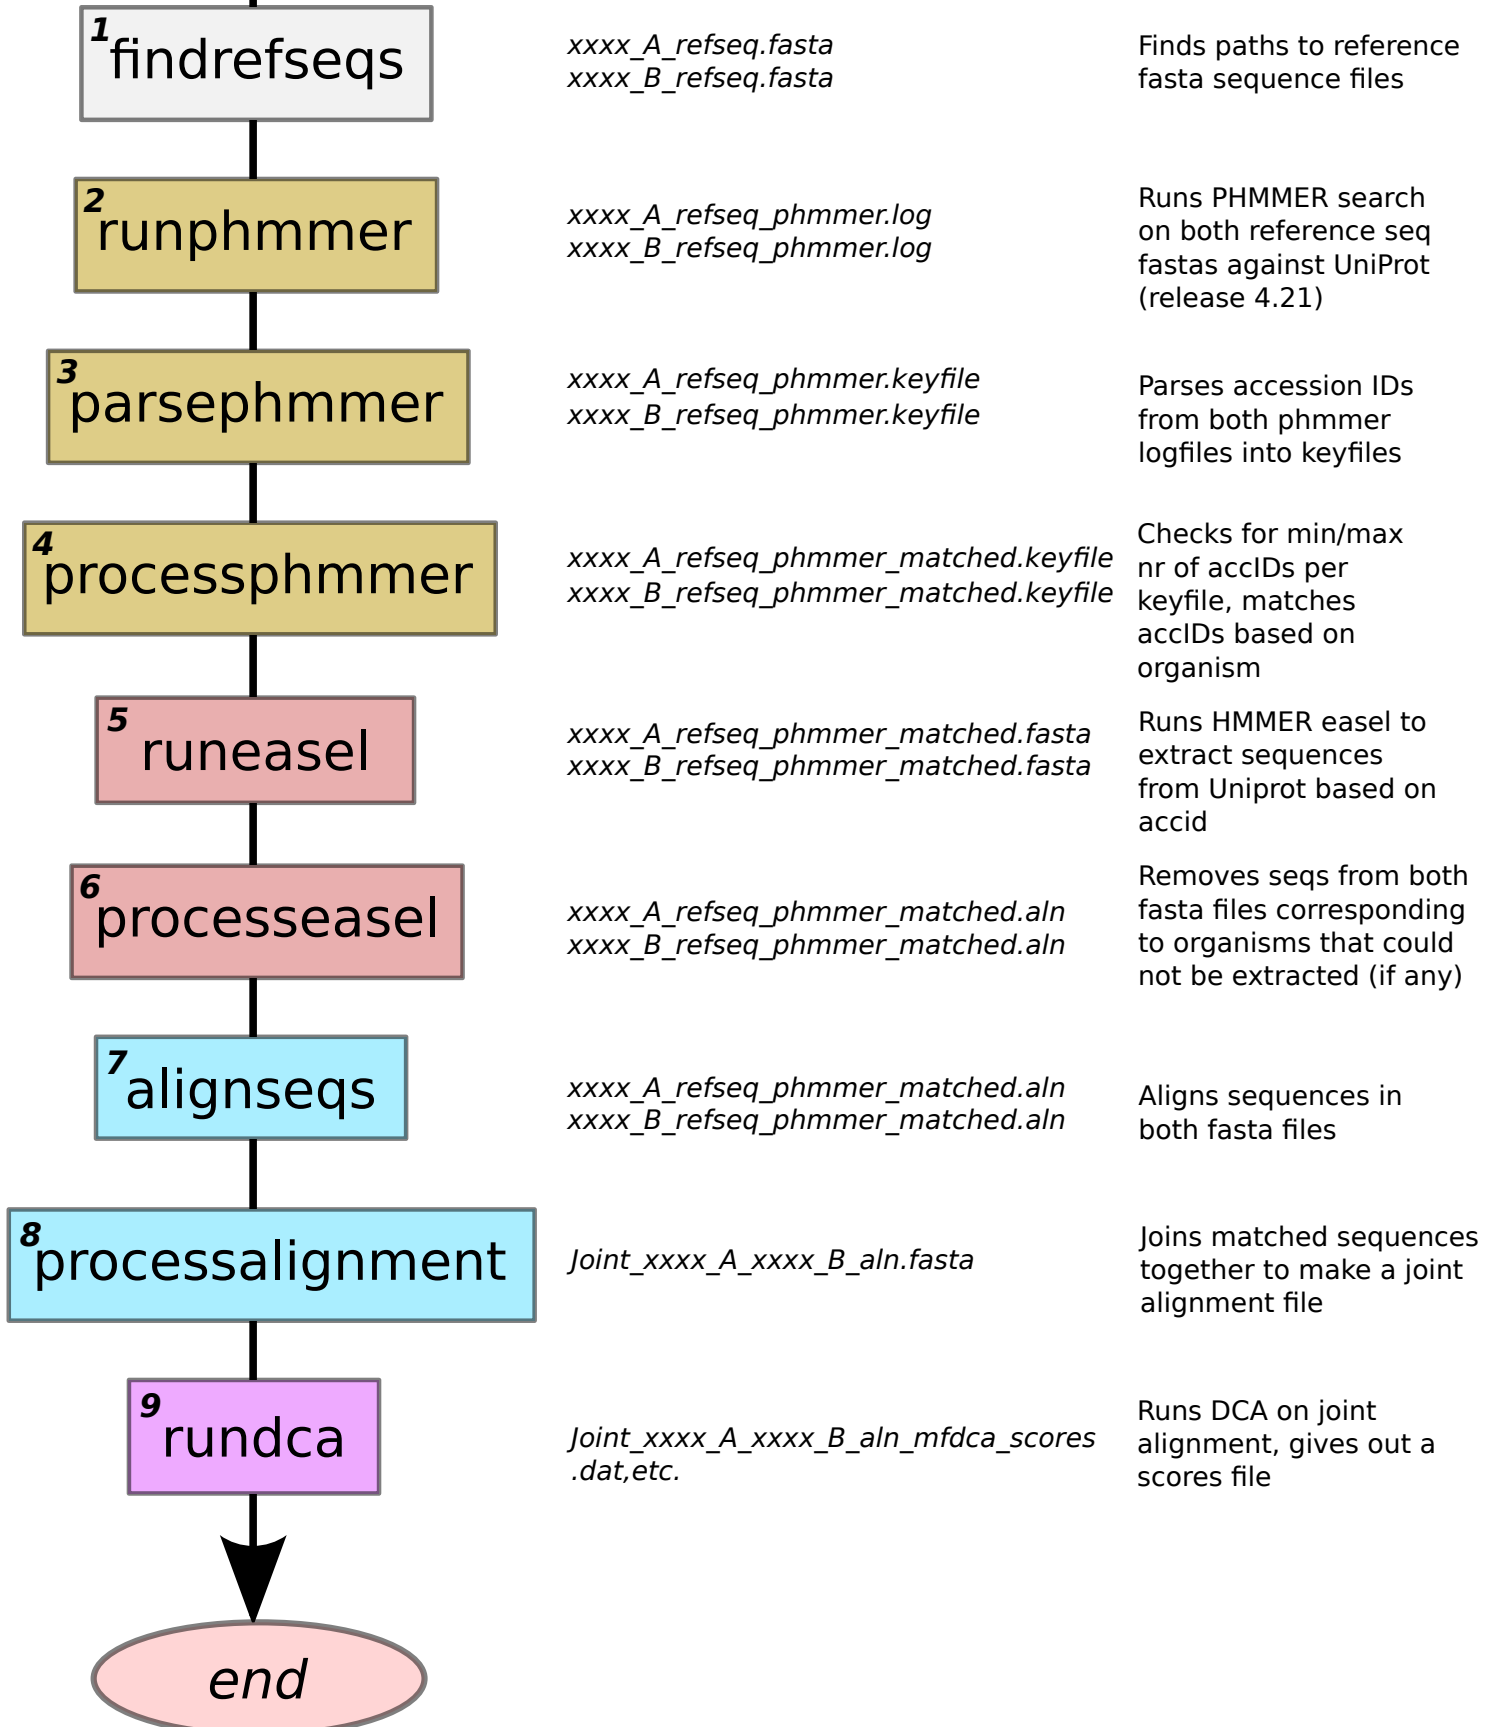 1
findrefseqs
xxxx_A_refseq.fasta
xxxx_B_refseq.fasta
Finds paths to reference
fasta sequence files
2
runphmmer
xxxx_A_refseq_phmmer.log
xxxx_B_refseq_phmmer.log
Runs PHMMER search
on both reference seq
fastas against UniProt
(release 4.21)
3
parsephmmer
xxxx_A_refseq_phmmer.keyfile
xxxx_B_refseq_phmmer.keyfile
Parses accession IDs
from both phmmer
logfiles into keyfiles
4
processphmmer
xxxx_A_refseq_phmmer_matched.keyfile
xxxx_B_refseq_phmmer_matched.keyfile
Checks for min/max
nr of accIDs per
keyfile, matches
accIDs based on
organism
5
runeasel
xxxx_A_refseq_phmmer_matched.fasta
xxxx_B_refseq_phmmer_matched.fasta
Runs HMMER easel to
extract sequences
from Uniprot based on
accid
6
processeasel
xxxx_A_refseq_phmmer_matched.aln
xxxx_B_refseq_phmmer_matched.aln
Removes seqs from both
fasta files corresponding
to organisms that could
not be extracted (if any)
7
alignseqs
xxxx_A_refseq_phmmer_matched.aln
xxxx_B_refseq_phmmer_matched.aln
Aligns sequences in
both fasta files
8
processalignment
Joint_xxxx_A_xxxx_B_aln.fasta
Joins matched sequences
together to make a joint
alignment file
9
rundca
Joint_xxxx_A_xxxx_B_aln_mfdca_scores
.dat,etc.
Runs DCA on joint
alignment, gives out a
scores file
end